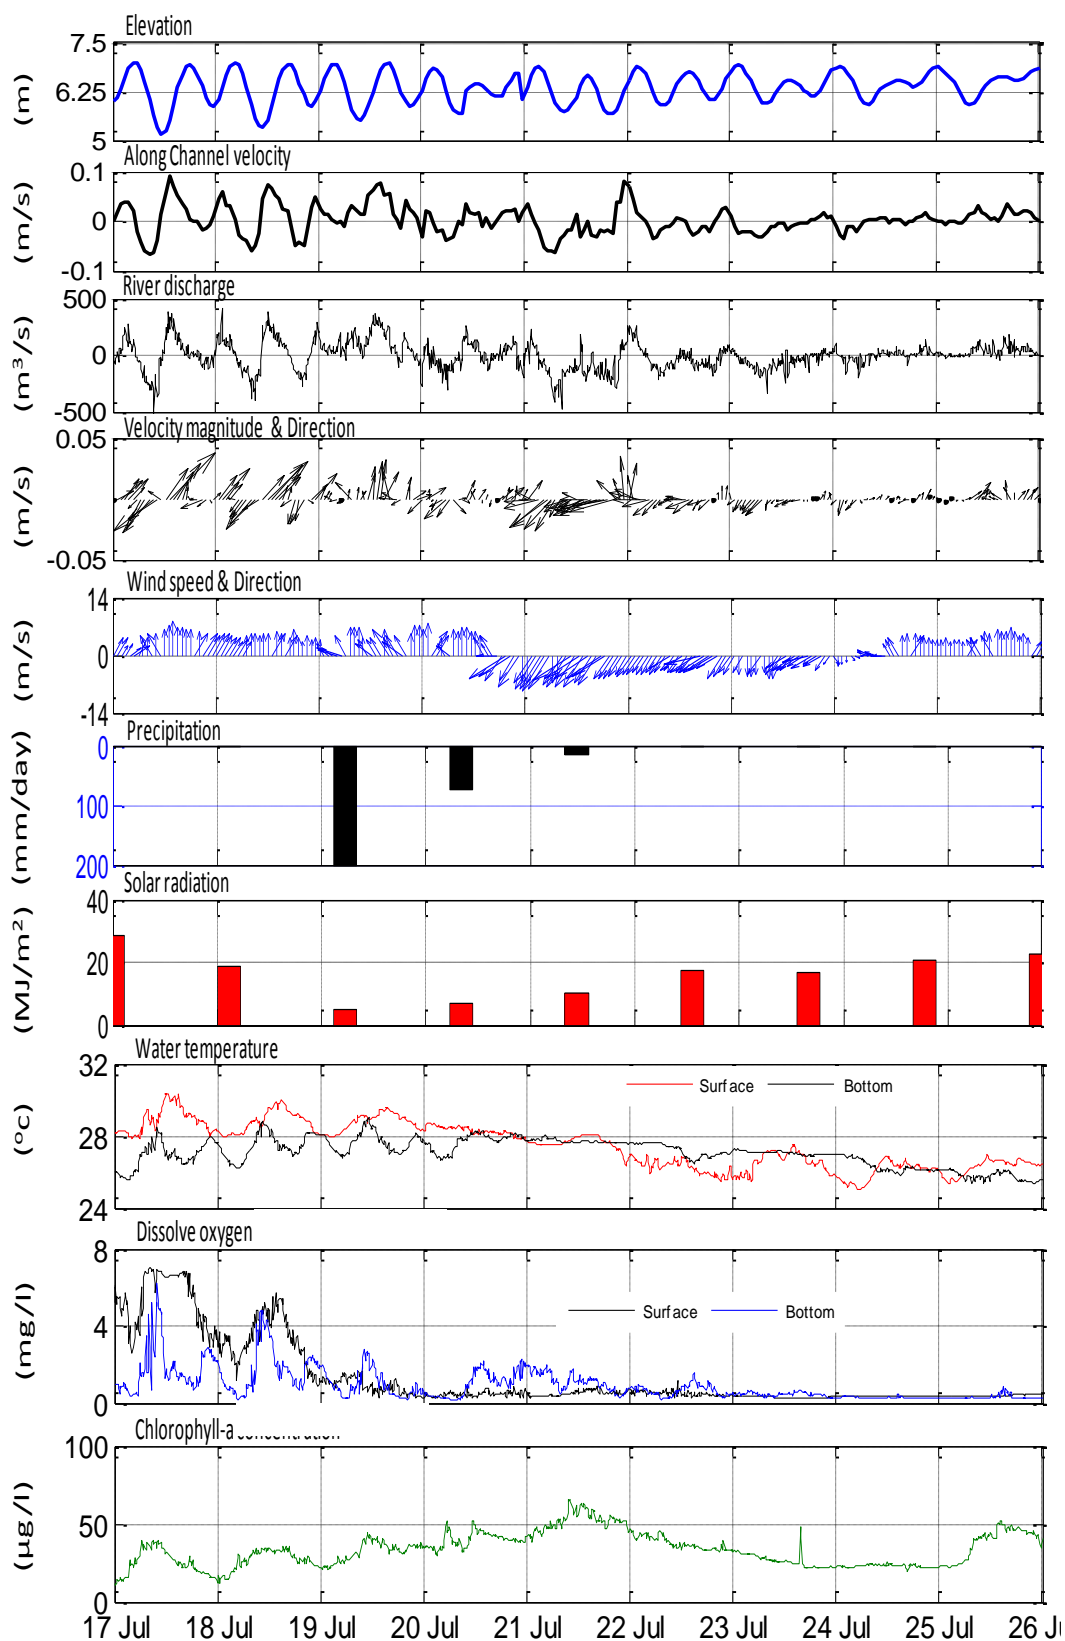 Elevation
7.5
6.25
5
(m)
Along Channel velocity
0.1
0
-0.1
(m/s)
River discharge
500
0
-500
(m³/s)
Velocity magnitude & Direction
0.05
0
-0.05
(m/s)
Wind speed & Direction
14
0
-14
(m/s)
Precipitation
0
100
200
(mm/day)
Solar radiation
40
20
0
(MJ/m²)
Water temperature
32
28
24
(ºc)
Surface Bottom
Dissolve oxygen
8
4
0
(mg/l)
Surface Bottom
Chlorophyll-a
100
50
0
(µg/l)
17 Jul 18 Jul 19 Jul 20 Jul 21 Jul 22 Jul 23 Jul 24 Jul 25 Jul 26